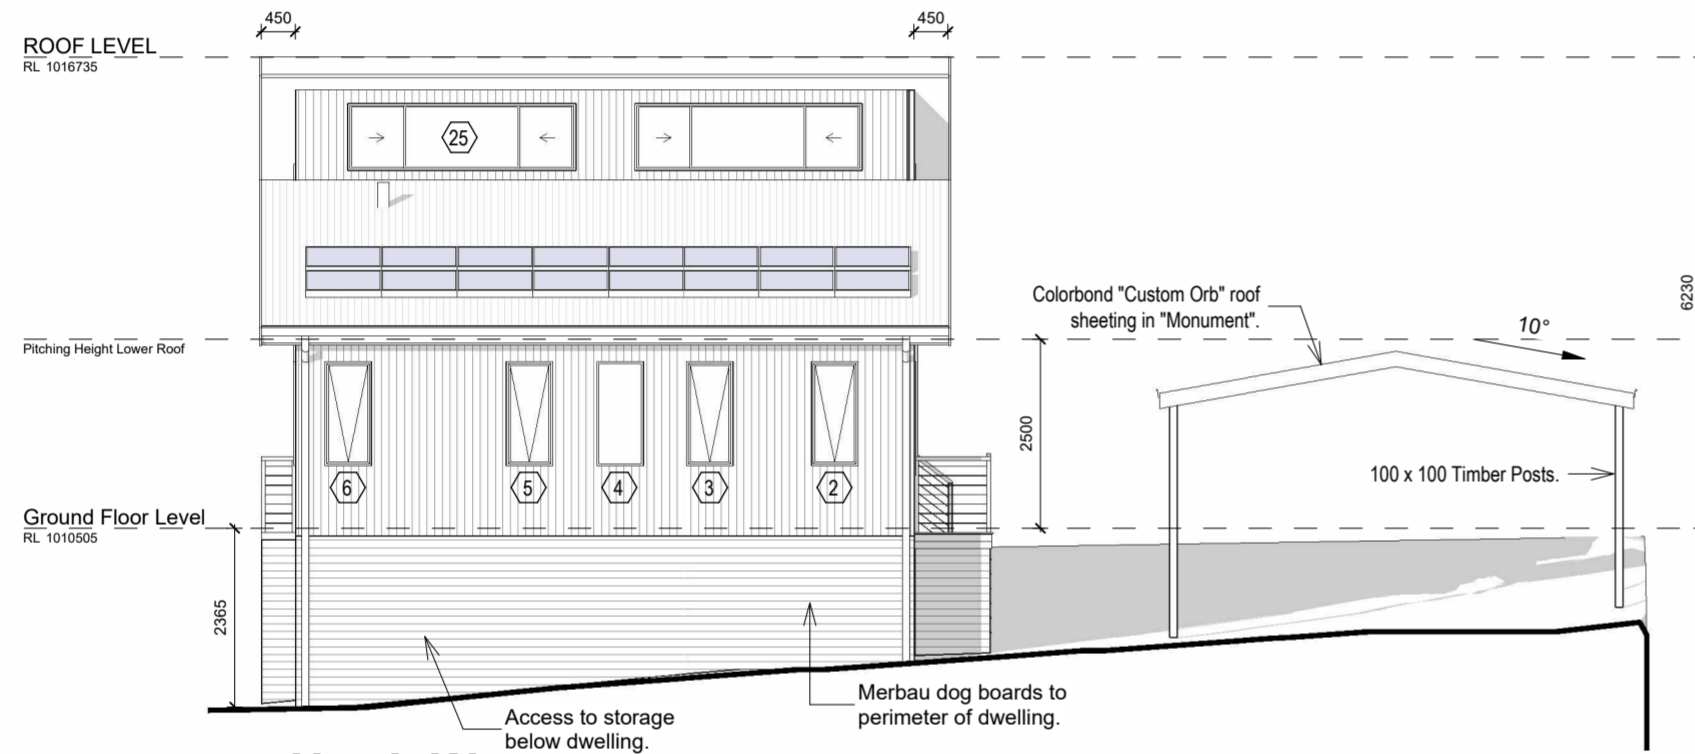 450
450
ROOF LEVEL
RL 1016735
25
6230
Colorbond "Custom Orb" roof
sheeting in "Monument".
10°
Pitching Height Lower Roof
2500
100 x 100 Timber Posts.
6
5
4
3
2
Ground Floor Level
RL 1010505
2365
Merbau dog boards to
perimeter of dwelling.
Access to storage
below dwelling.